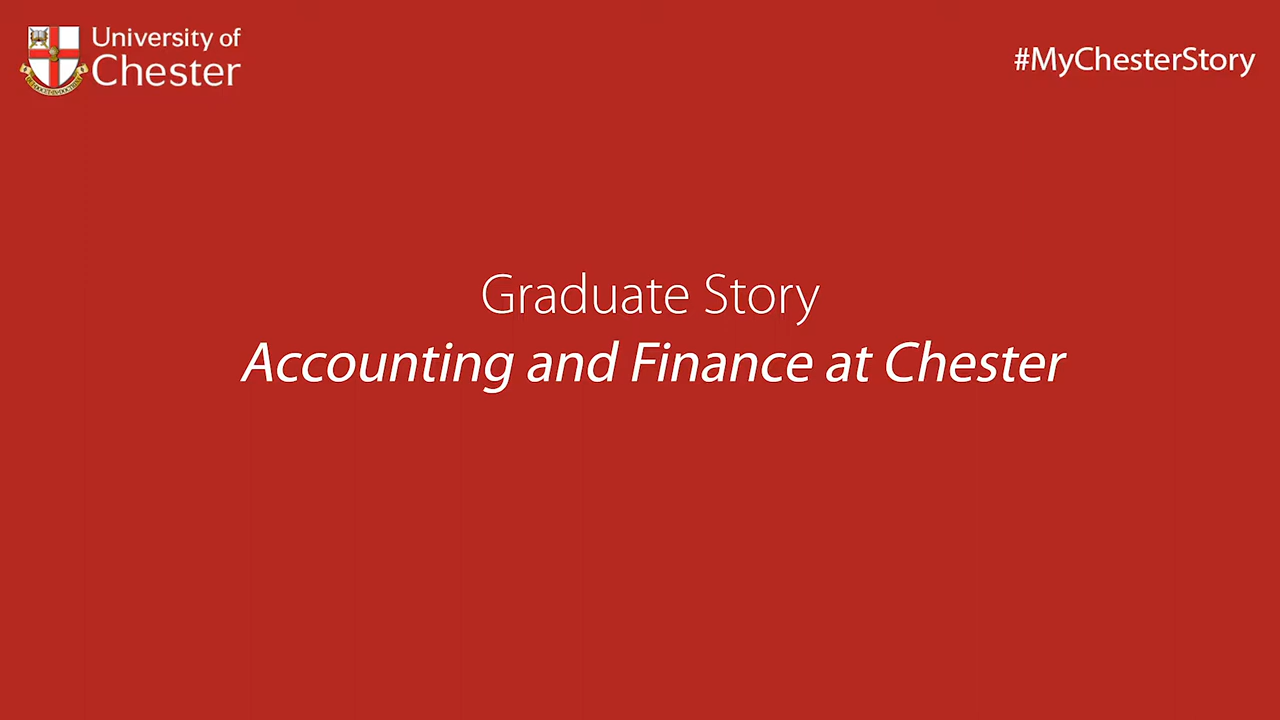 University of
Chester
#MyChesterStory
Graduate Story
Accounting and Finance at Chester